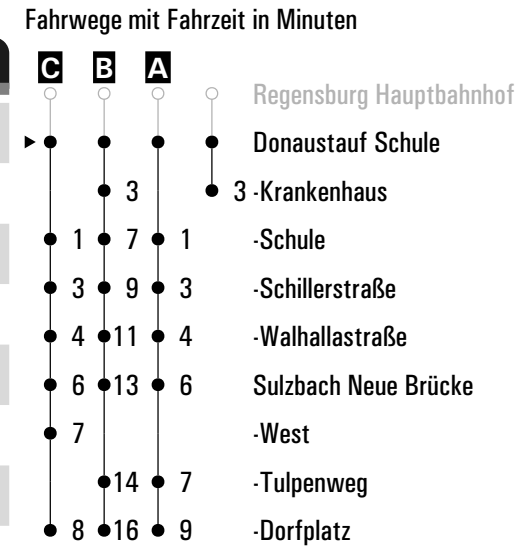 Fahrwege mit Fahrzeit in Minuten
C B A
Regensburg Hauptbahnhof
Donaustauf Schule
3 3 -Krankenhaus
1 7 1 -Schule
3 9 3 -Schillerstraße
4 11 4 -Walhallastraße
6 13 6 Sulzbach Neue Brücke
7 -West
14 7 -Tulpenweg
8 16 9 -Dorfplatz